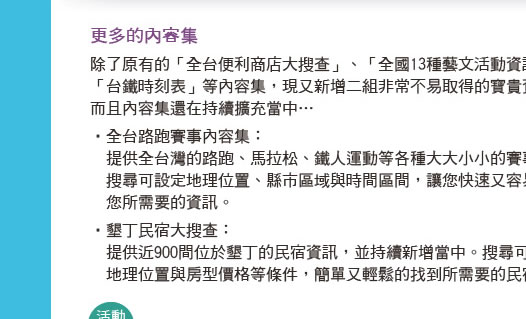 更多的內容集
除了原有的「全台便利商店大搜查」、「全國13種藝文活動資
「台鐵時刻表」等內容集，現又新增二組非常不易取得的寶貴
而且內容集還在持續擴充當中…
・全台路跑賽事內容集：
提供全台灣的路跑、馬拉松、鐵人運動等各種大大小小的賽
搜尋可設定地理位置、縣市區域與時間區間，讓您快速又容
您所需要的資訊。
・墾丁民宿大搜查：
提供近900間位於墾丁的民宿資訊，並持續新增當中。搜尋可
地理位置與房型價格等條件，簡單又輕鬆的找到所需要的民宿
活動